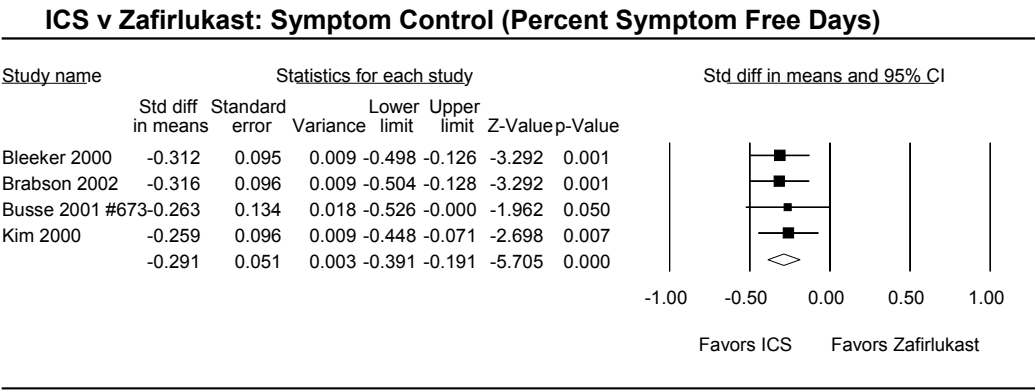 ICS v Zafirlukast: Symptom Control (Percent Symptom Free Days)
Study name Statistics for each study Std diff in means and 95% CI
Std diff Standard Lower Upper
in means error Variance limit limit Z-Value p-Value
Bleeker 2000 -0.312 0.095 0.009 -0.498 -0.126 -3.292 0.001
Brabson 2002 -0.316 0.096 0.009 -0.504 -0.128 -3.292 0.001
Busse 2001 #673 -0.263 0.134 0.018 -0.526 -0.000 -1.962 0.050
Kim 2000 -0.259 0.096 0.009 -0.448 -0.071 -2.698 0.007
-0.291 0.051 0.003 -0.391 -0.191 -5.705 0.000
-1.00 -0.50 0.00 0.50 1.00
Favors ICS Favors Zafirlukast